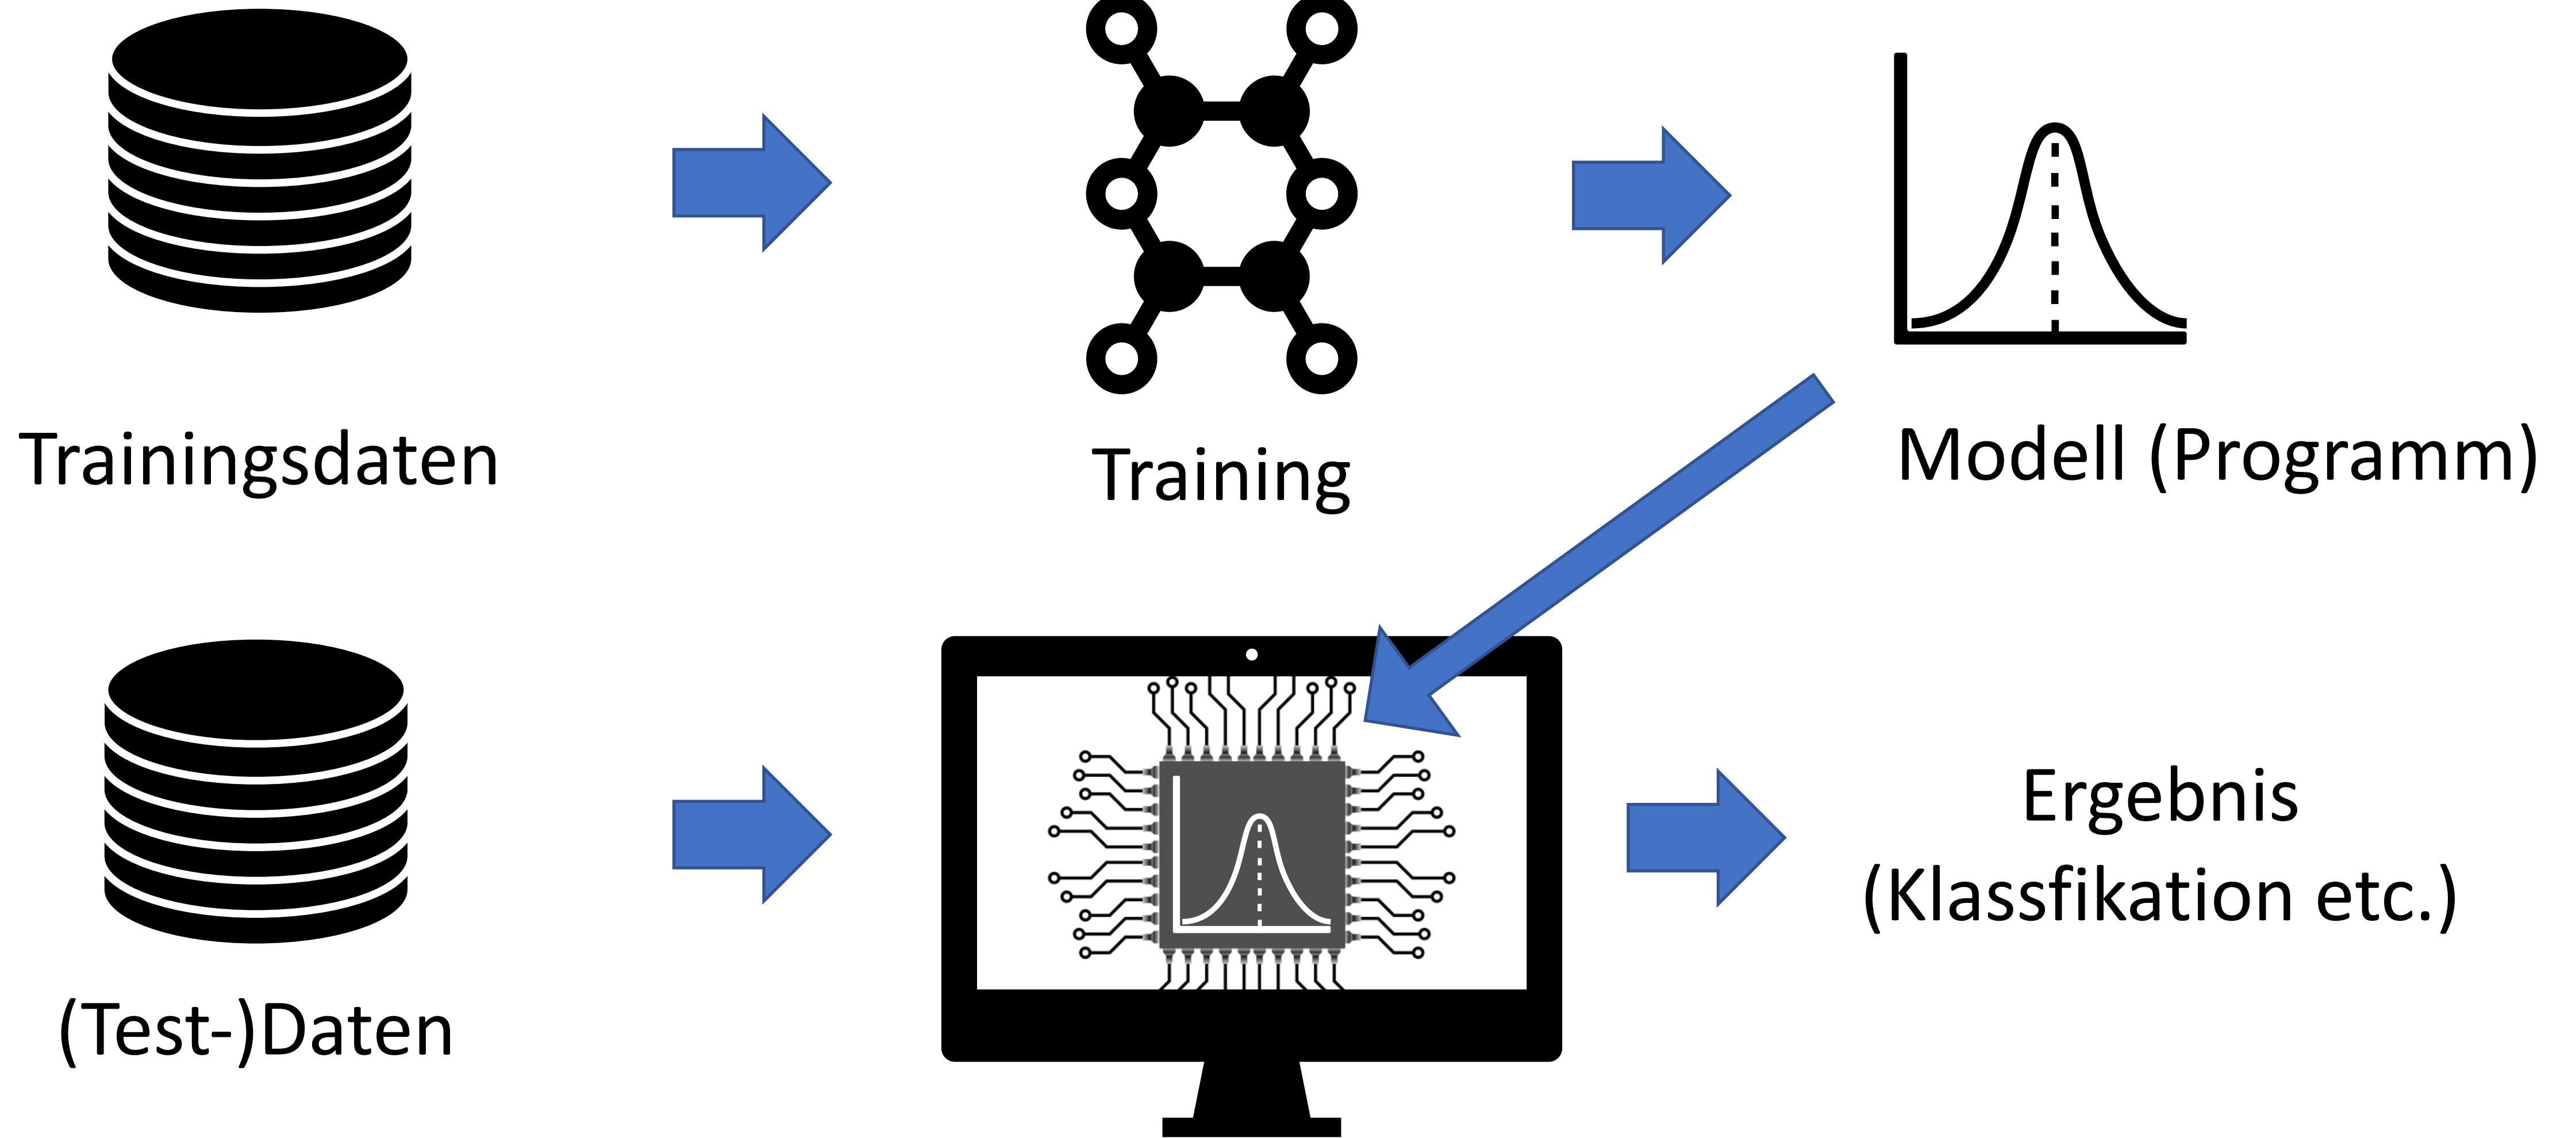 Trainingsdaten
Training
Modell (Programm)
(Test-)Daten
Ergebnis
(Klassfikation etc.)